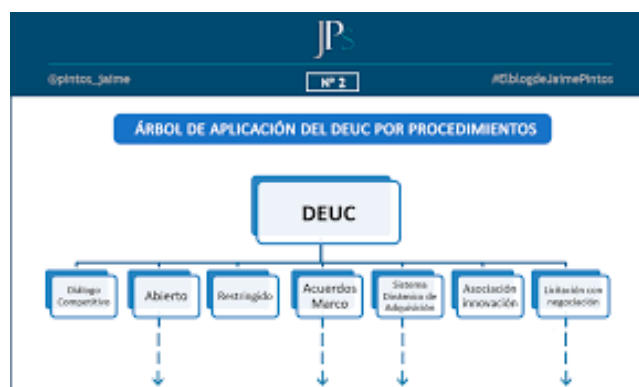 JPs
@pintos_jaime
Nº 2
#ElblogdeJaimePintos
ÁRBOL DE APLICACIÓN DEL DEUC POR PROCEDIMIENTOS
DEUC
Diálogo
Competitivo
Abierto
Restringido
Acuerdos
Marco
Sistema
Dinámico de
Adquisición
Asociación
innovación
Licitación con
negociación